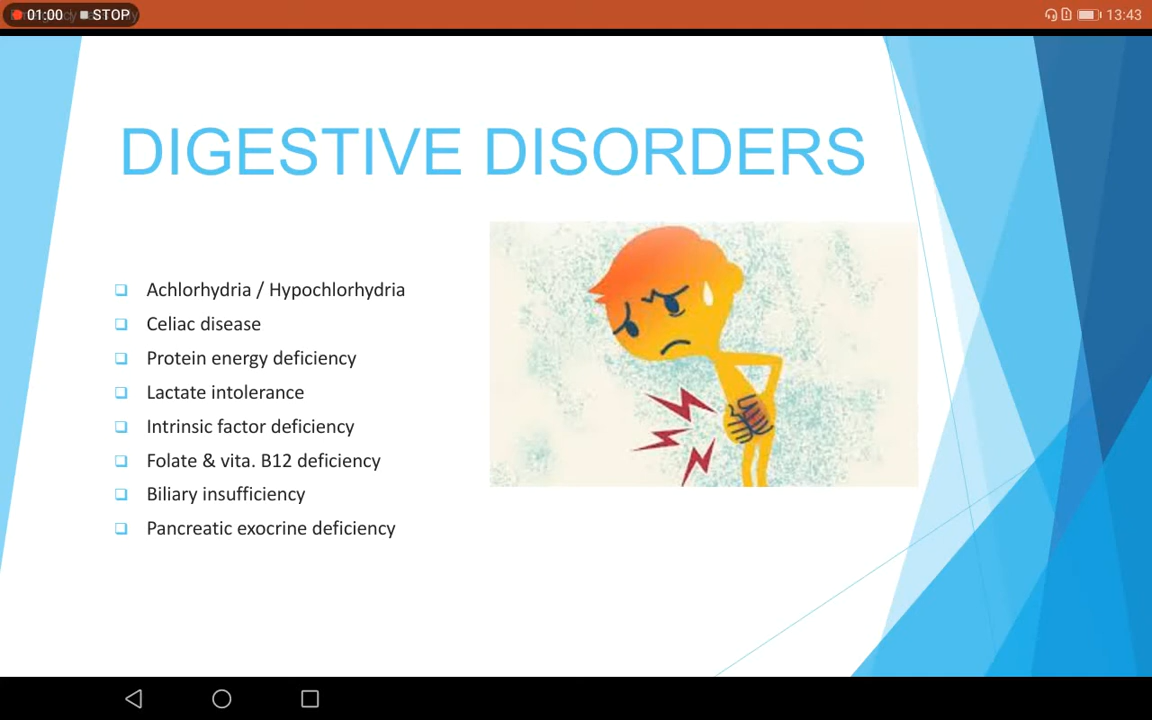 01:00 STOP
13:43
DIGESTIVE DISORDERS
Achlorhydria / Hypochlorhydria
Celiac disease
Protein energy deficiency
Lactate intolerance
Intrinsic factor deficiency
Folate & vita. B12 deficiency
Biliary insufficiency
Pancreatic exocrine deficiency